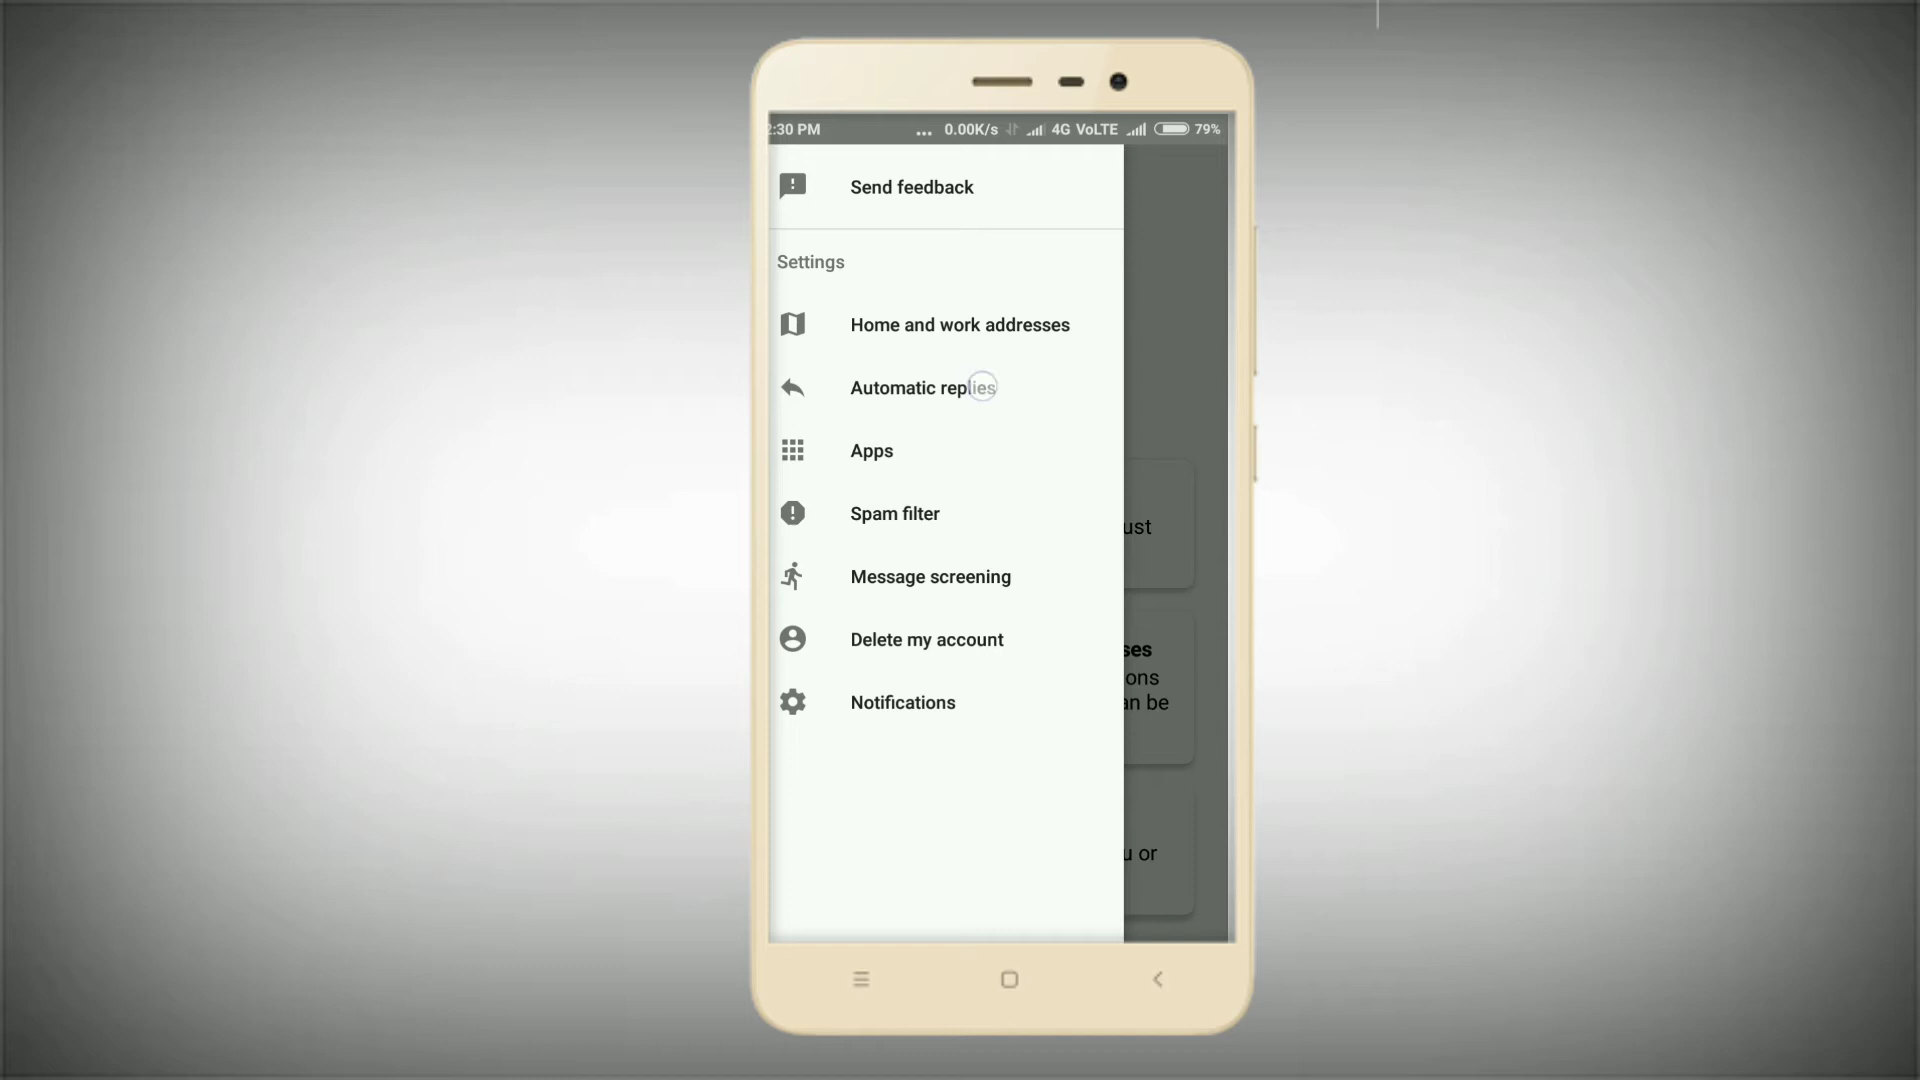 2:30 PM ... 0.00K/s 4G VoLTE 79%
Send feedback
Settings
Home and work addresses
Automatic replies
Apps
Spam filter
ust
Message screening
Delete my account
ses
ons
Notifications
an be
u or